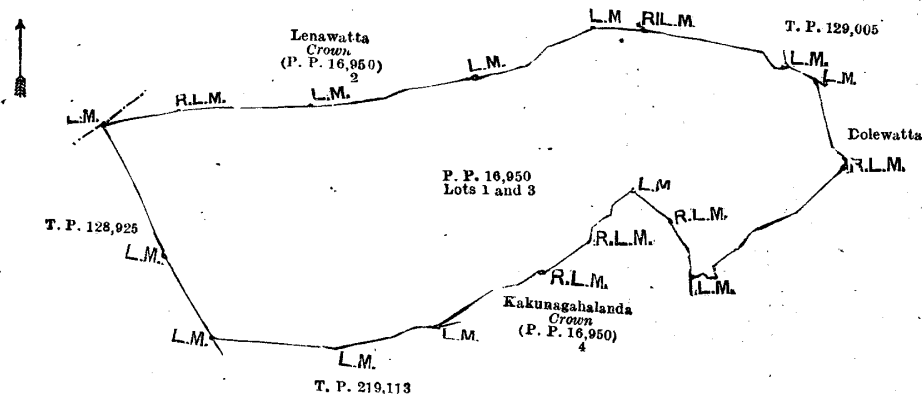 L.M
R.L.M.
T. P. 129,005
Lenawatta
Crown
(P. P. 16,950)
2
L.M.
L.M.
L.M.
R.L.M.
L.M.
L.M.
Dolewatta
R.L.M.
P. P. 16,950
Lots 1 and 3
L.M
R.L.M.
T. P. 128,925
R.L.M.
L.M.
R.L.M.
L.M.
Kakunagahalanda
Crown
(P. P. 16,950)
4
L.M.
L.M.
L.M.
T. P. 219,113